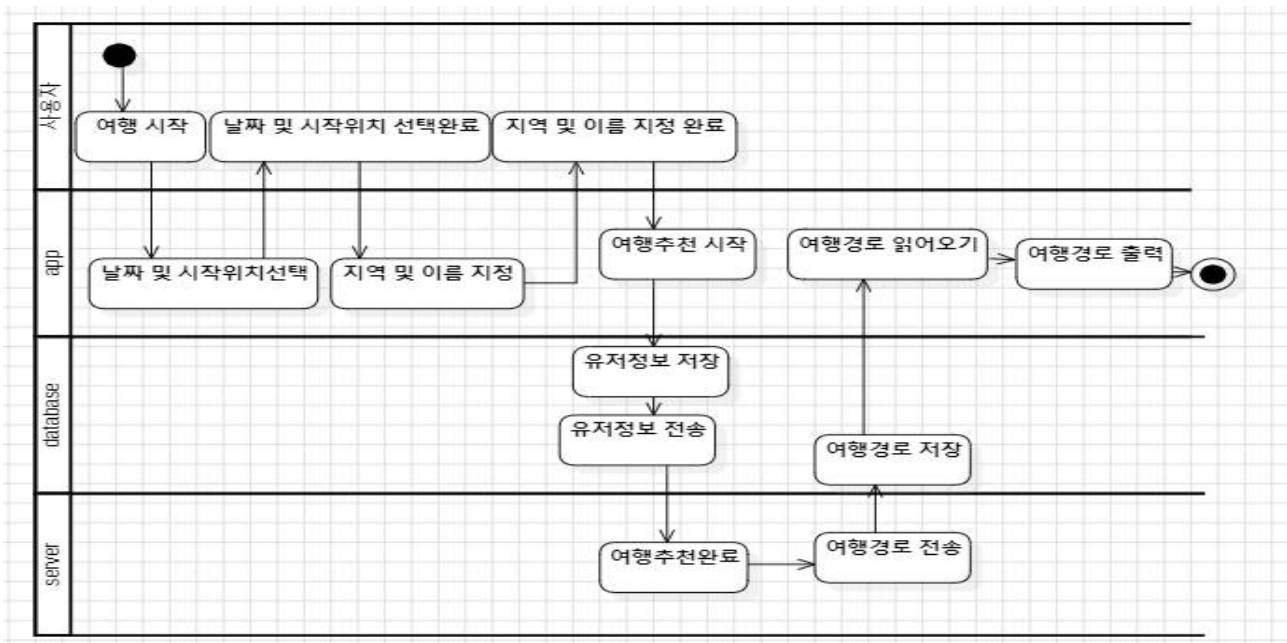 사용자
여행 시작
날짜 및 시작위치 선택완료
지역 및 이름 지정 완료
app
날짜 및 시작위치선택
지역 및 이름 지정
여행추천 시작
여행경로 읽어오기
여행경로 출력
database
유저정보 저장
유저정보 전송
여행경로 저장
server
여행추천완료
여행경로 전송